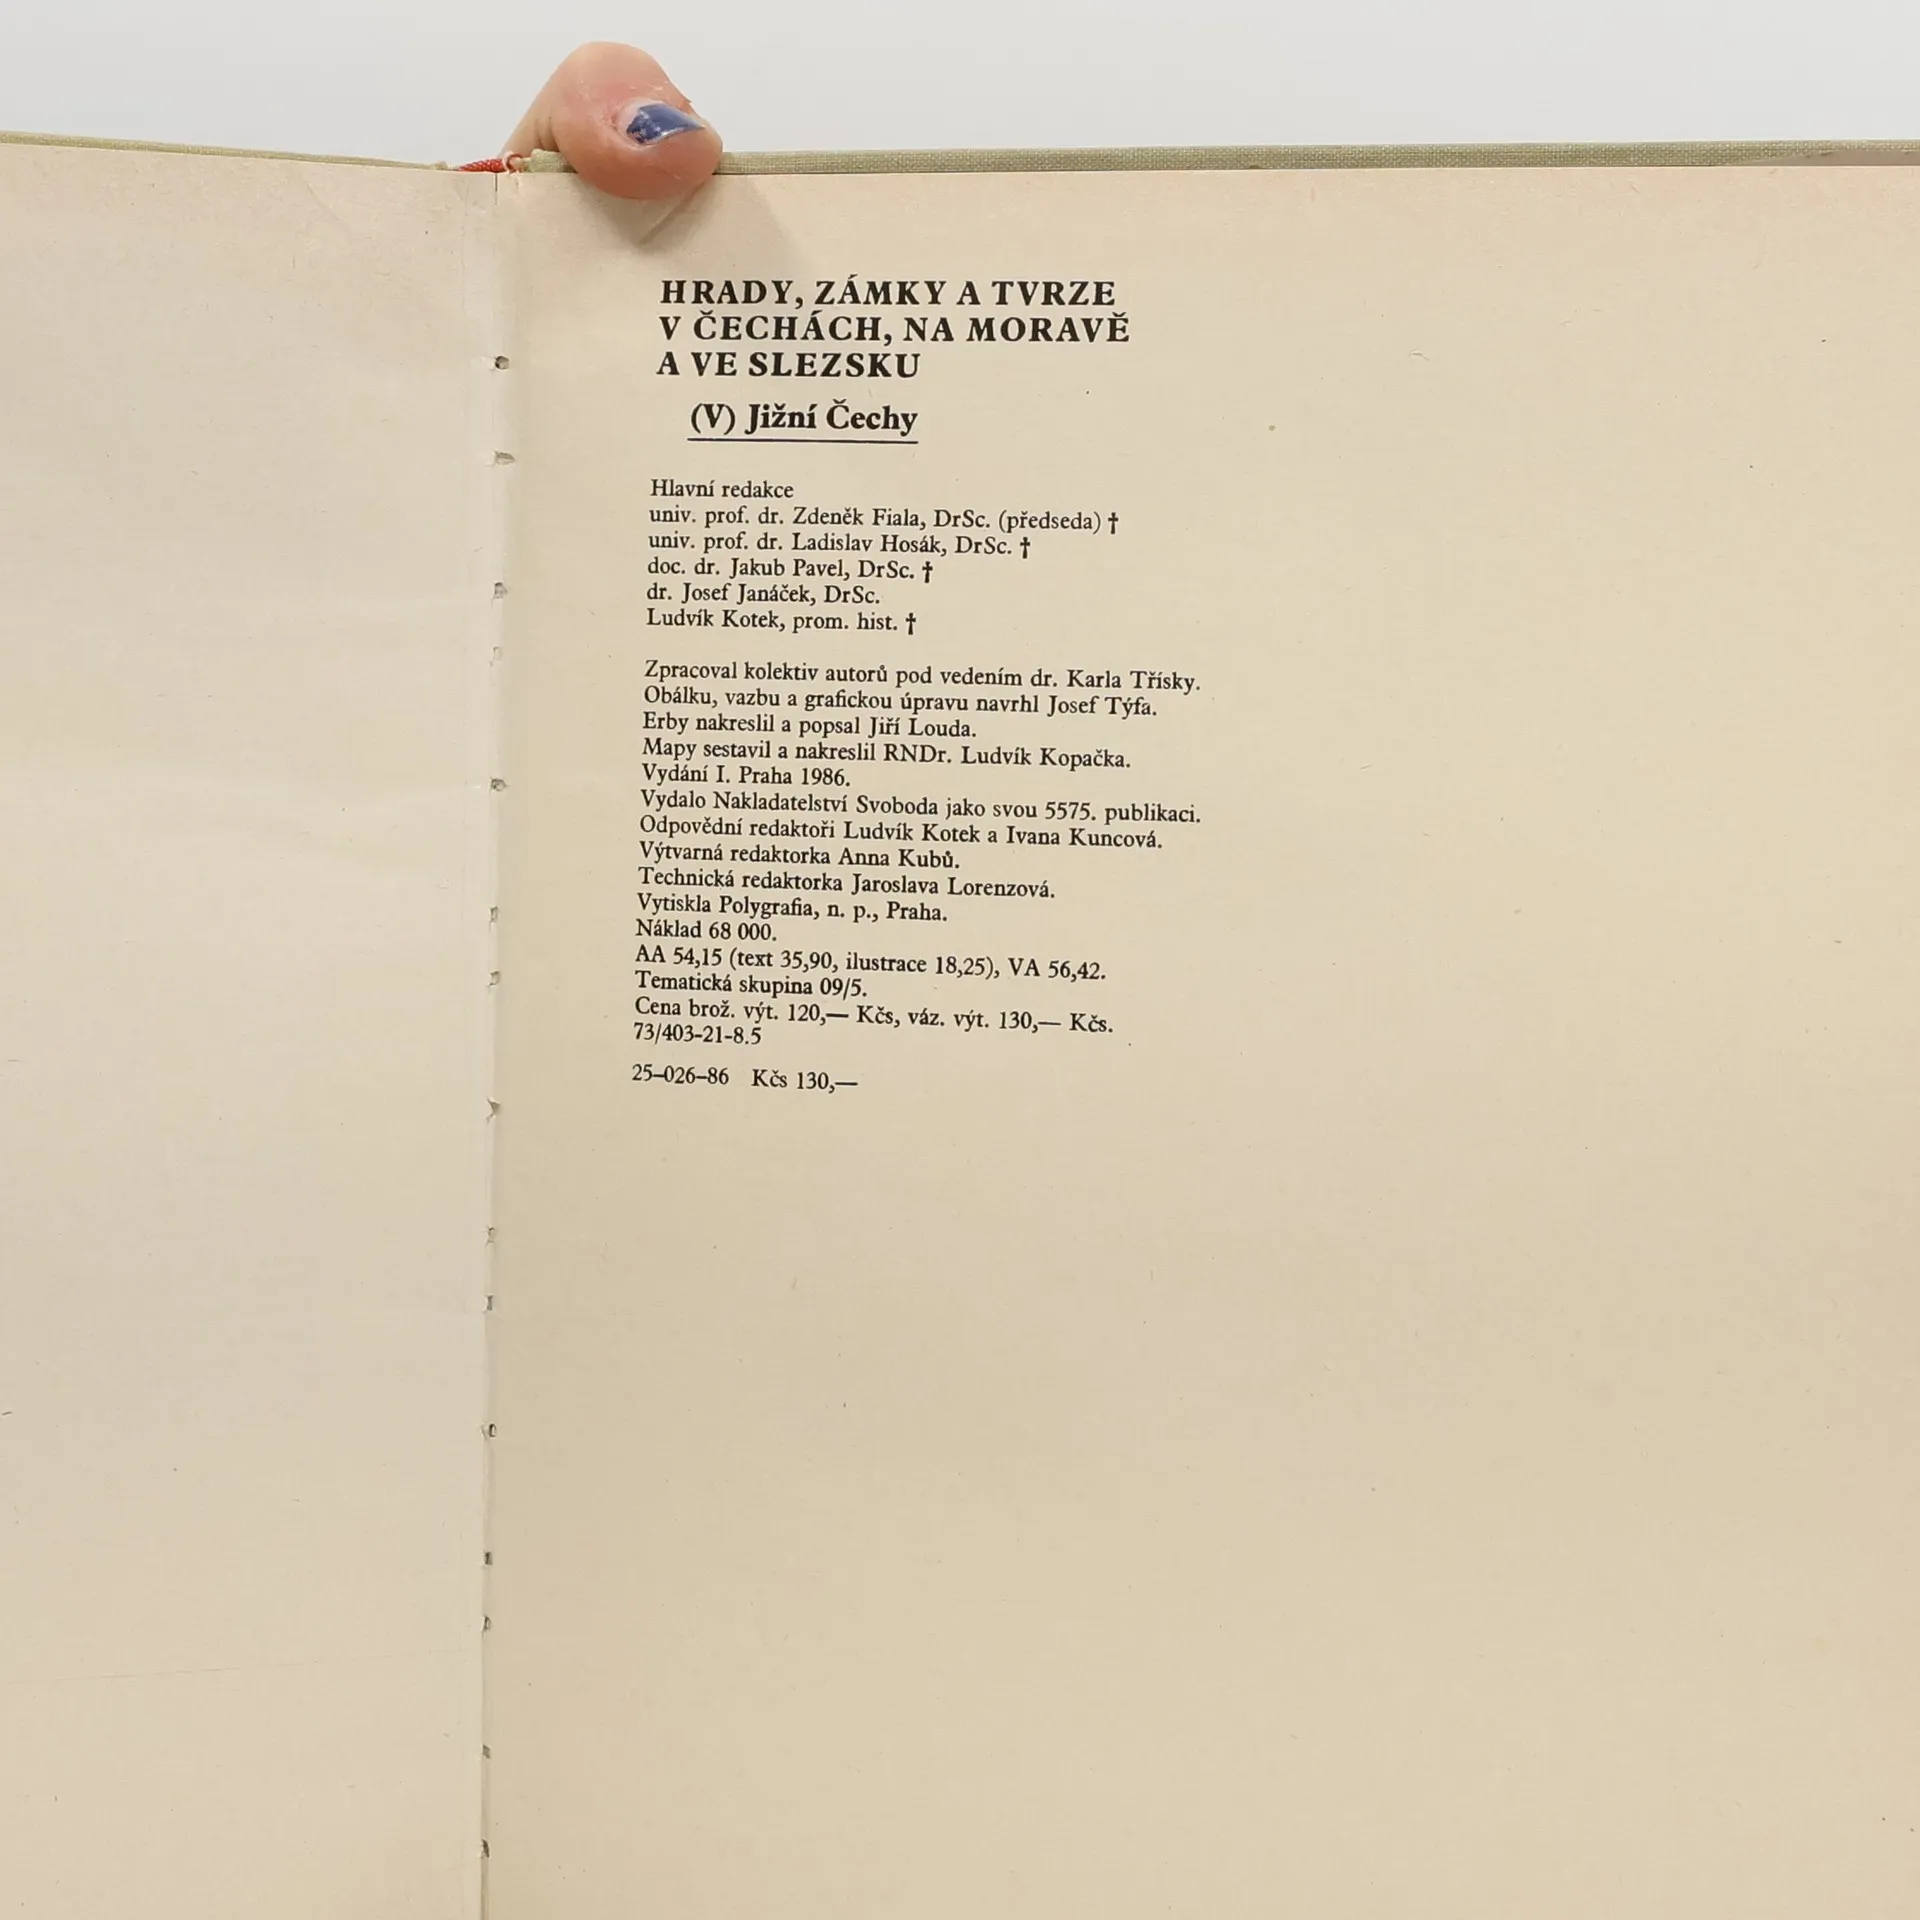 HRADY, ZÁMKY A TVRZE
V ČECHÁCH, NA MORAVĚ
A VE SLEZSKU
(V) Jižní Čechy
Hlavní redakce
univ. prof. dr. Zdeněk Fiala, DrSc. (předseda) †
univ. prof. dr. Ladislav Hosák, DrSc. †
doc. dr. Jakub Pavel, DrSc. †
dr. Josef Janáček, DrSc.
Ludvík Kotek, prom. hist. †
Zpracoval kolektiv autorů pod vedením dr. Karla Třísky.
Obálku, vazbu a grafickou úpravu navrhl Josef Týfa.
Erby nakreslil a popsal Jiří Louda.
Mapy sestavil a nakreslil RNDr. Ludvík Kopačka.
Vydání I. Praha 1986.
Vydalo Nakladatelství Svoboda jako svou 5575. publikaci.
Odpovědní redaktoři Ludvík Kotek a Ivana Kuncová.
Výtvarná redaktorka Anna Kubů.
Technická redaktorka Jaroslava Lorenzová.
Vytiskla Polygrafia, n. p., Praha.
Náklad 68 000.
AA 54,15 (text 35,90, ilustrace 18,25), VA 56,42.
Tematická skupina 09/5.
Cena brož. výt. 120,— Kčs, váz. výt. 130,— Kčs.
73/403-21-8.5
25–026–86 Kčs 130,—